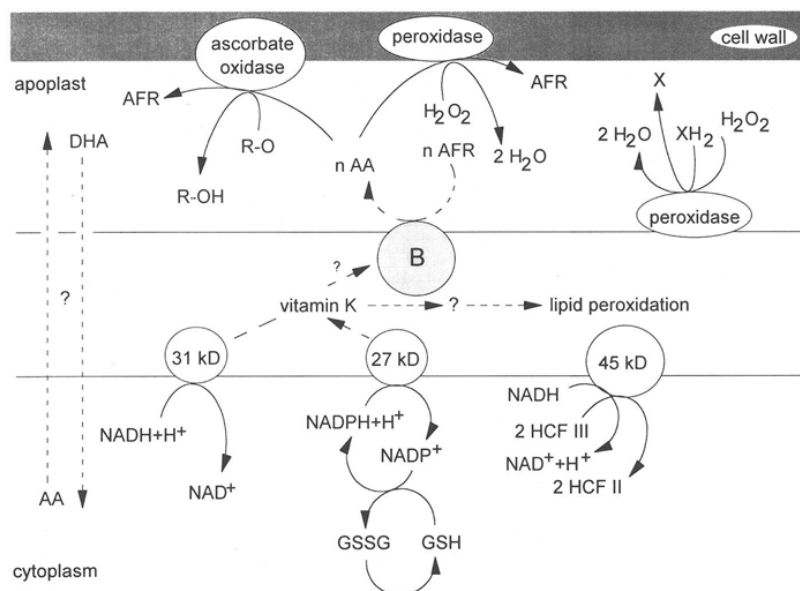 cell wall
ascorbate
oxidase
peroxidase
apoplast
AFR
AFR
X
DHA
R-O
H2O2
2 H2O
XH2
H2O2
n AA
n AFR
2 H2O
R-OH
peroxidase
B
?
?
vitamin K
?
lipid peroxidation
31 kD
27 kD
45 kD
NADH
NADH+H+
NADPH+H+
2 HCF III
NADP+
NAD++H+
NAD+
2 HCF II
AA
GSSG
GSH
cytoplasm